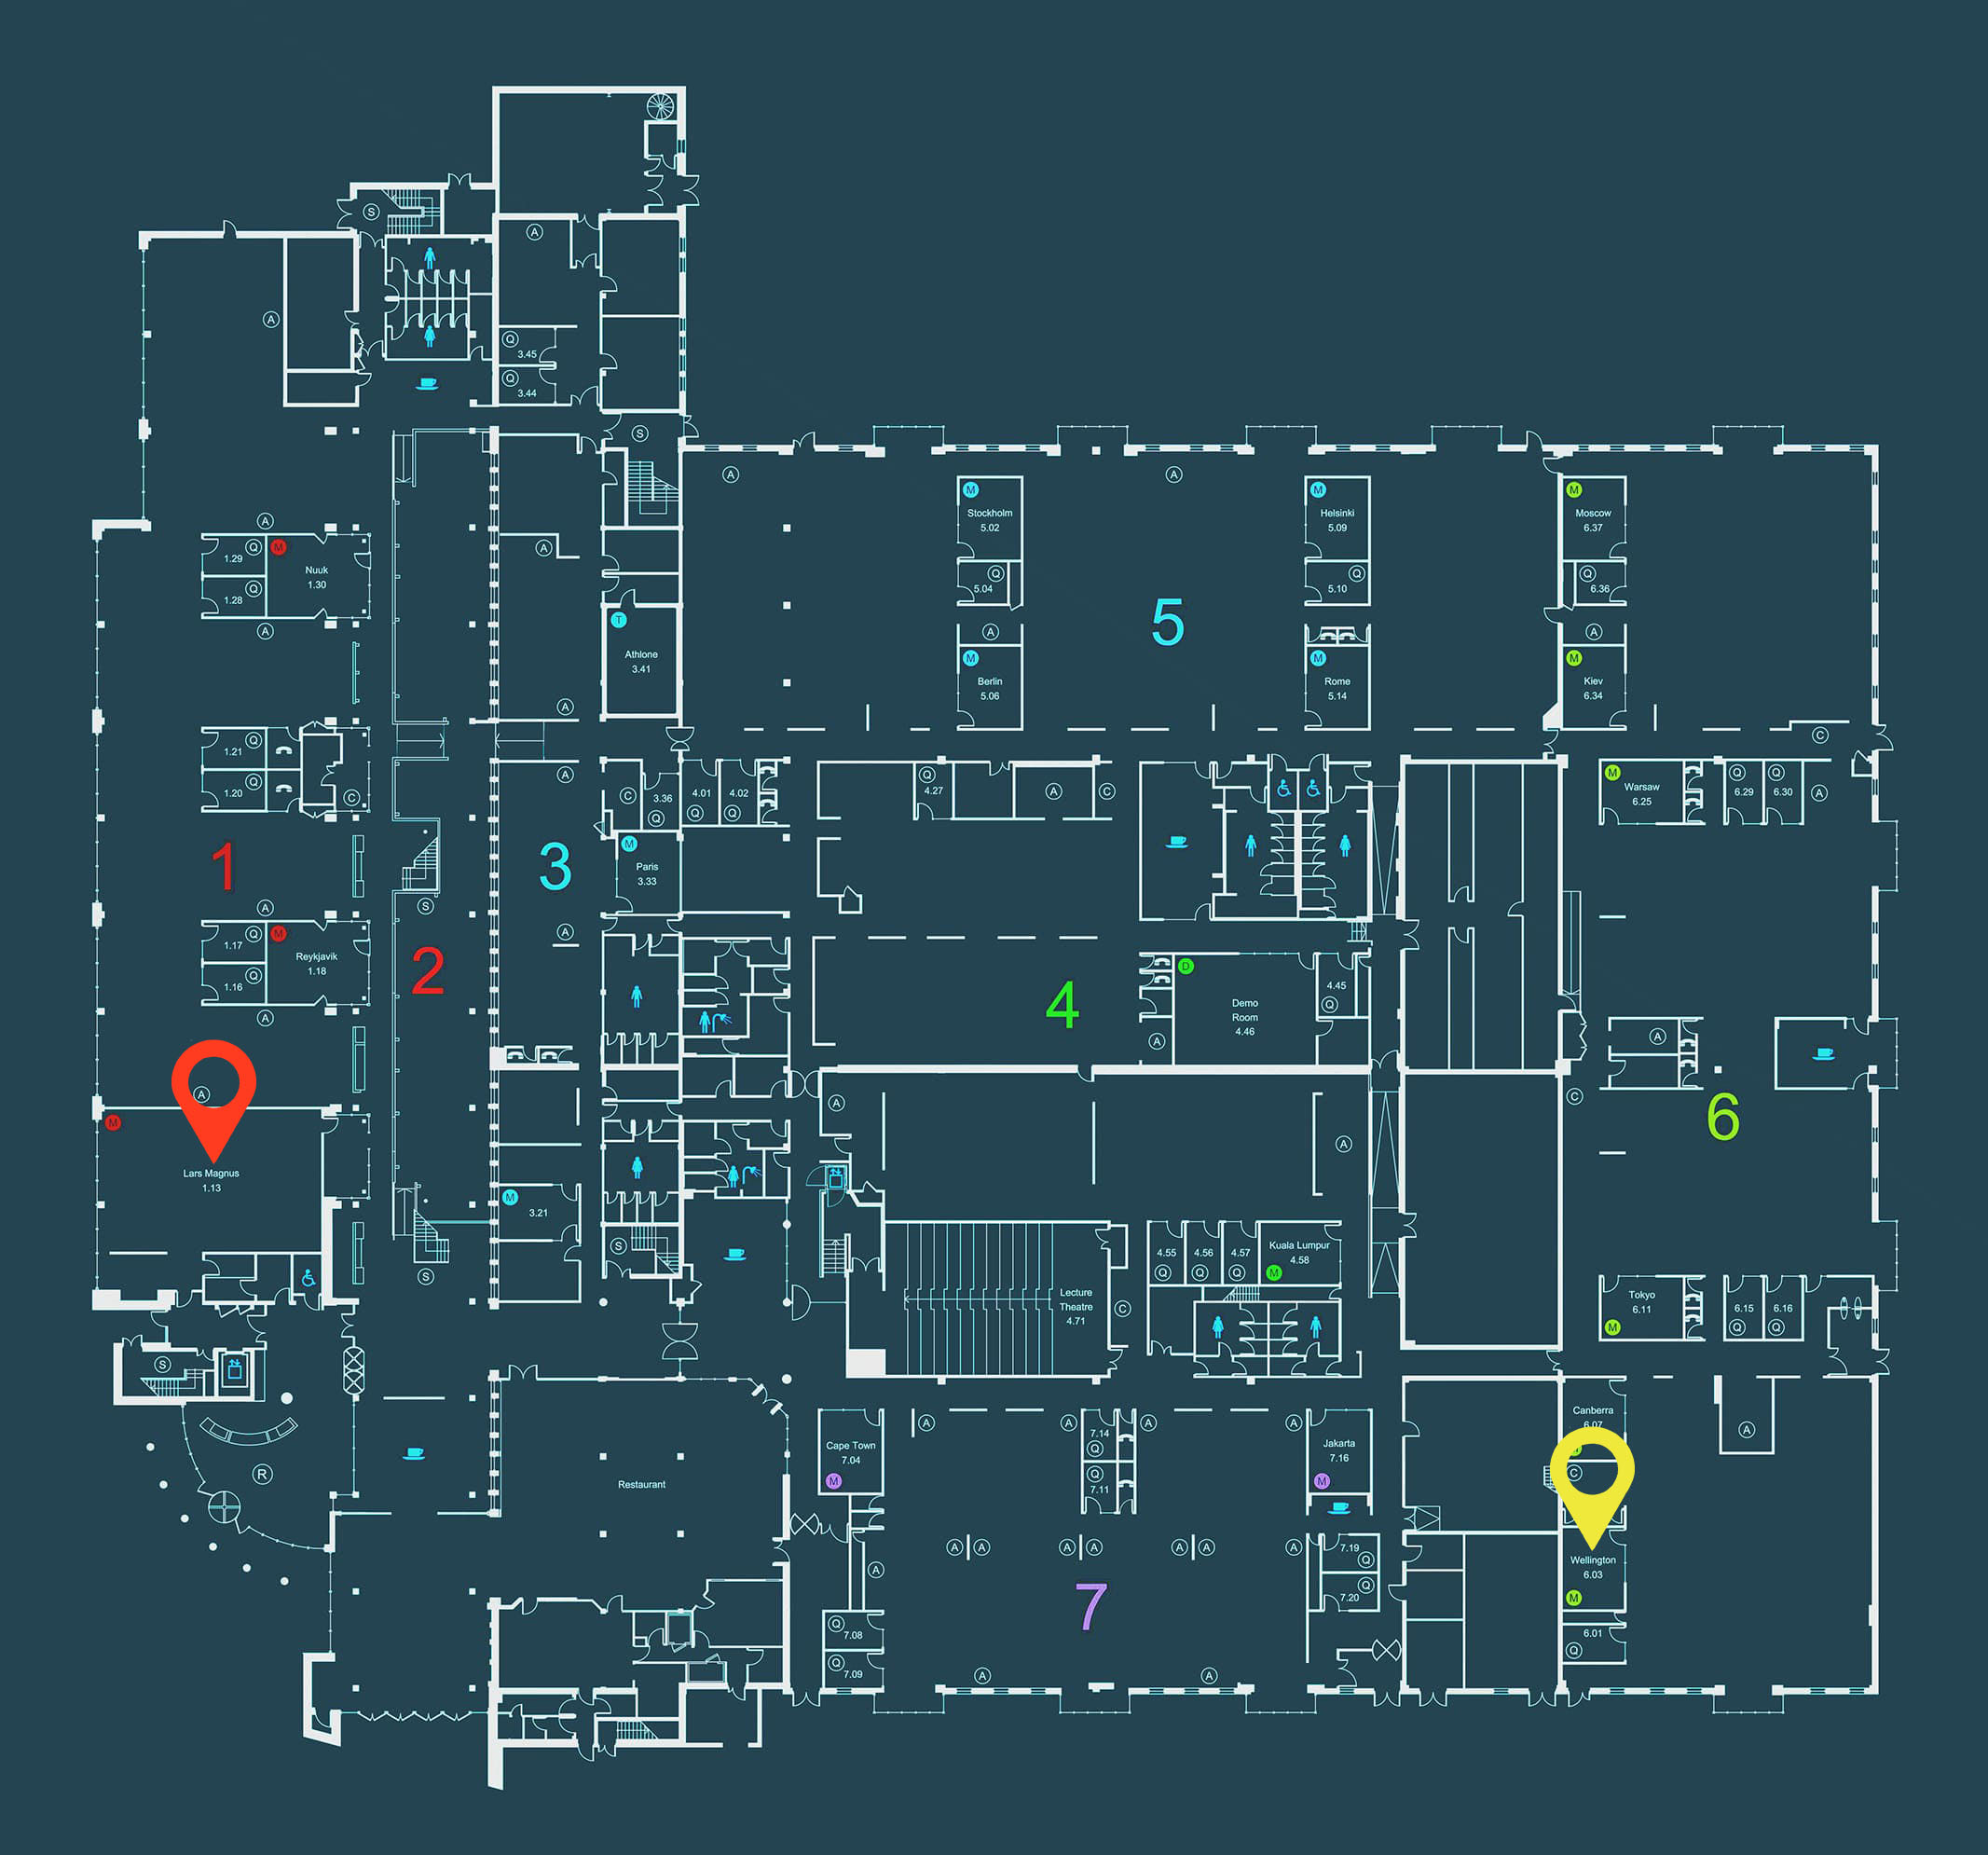 S
A
A
Q
3.45
Q
3.44
S
A
A
M
Stockholm
5.02
M
Helsinki
5.09
M
Moscow
6.37
A
Q
1.29
M
Nuuk
1.30
Q
1.28
A
A
Q
5.04
Q
5.10
Q
6.36
T
Athlone
3.41
5
A
A
M
Berlin
5.06
M
Rome
5.14
M
Kiev
6.34
A
C
Q
1.21
Q
1.20
C
A
C
3.36
Q
4.01
Q
4.02
Q
Q
4.27
A
C
M
Warsaw
6.25
Q
6.29
Q
6.30
A
1
3
M
Paris
3.33
A
S
Q
1.17
M
Reykjavik
1.18
Q
1.16
A
2
A
4
D
Demo
Room
4.46
4.45
Q
A
A
C
6
A
A
M
Lars Magnus
1.13
A
A
M
3.21
S
S
4.55
Q
4.56
Q
4.57
Q
Kuala Lumpur
4.58
M
Lecture
Theatre
4.71
C
Tokyo
6.11
M
6.15
Q
6.16
Q
S
R
Restaurant
Cape Town
7.04
M
A
A
7.14
Q
Q
7.11
A
A
Jakarta
7.16
M
Canberra
6.07
M
C
A
A
A
A
A
A
A
A
A
7.19
Q
Q
7.20
Wellington
6.03
M
7
Q
7.08
Q
7.09
A
A
6.01
Q